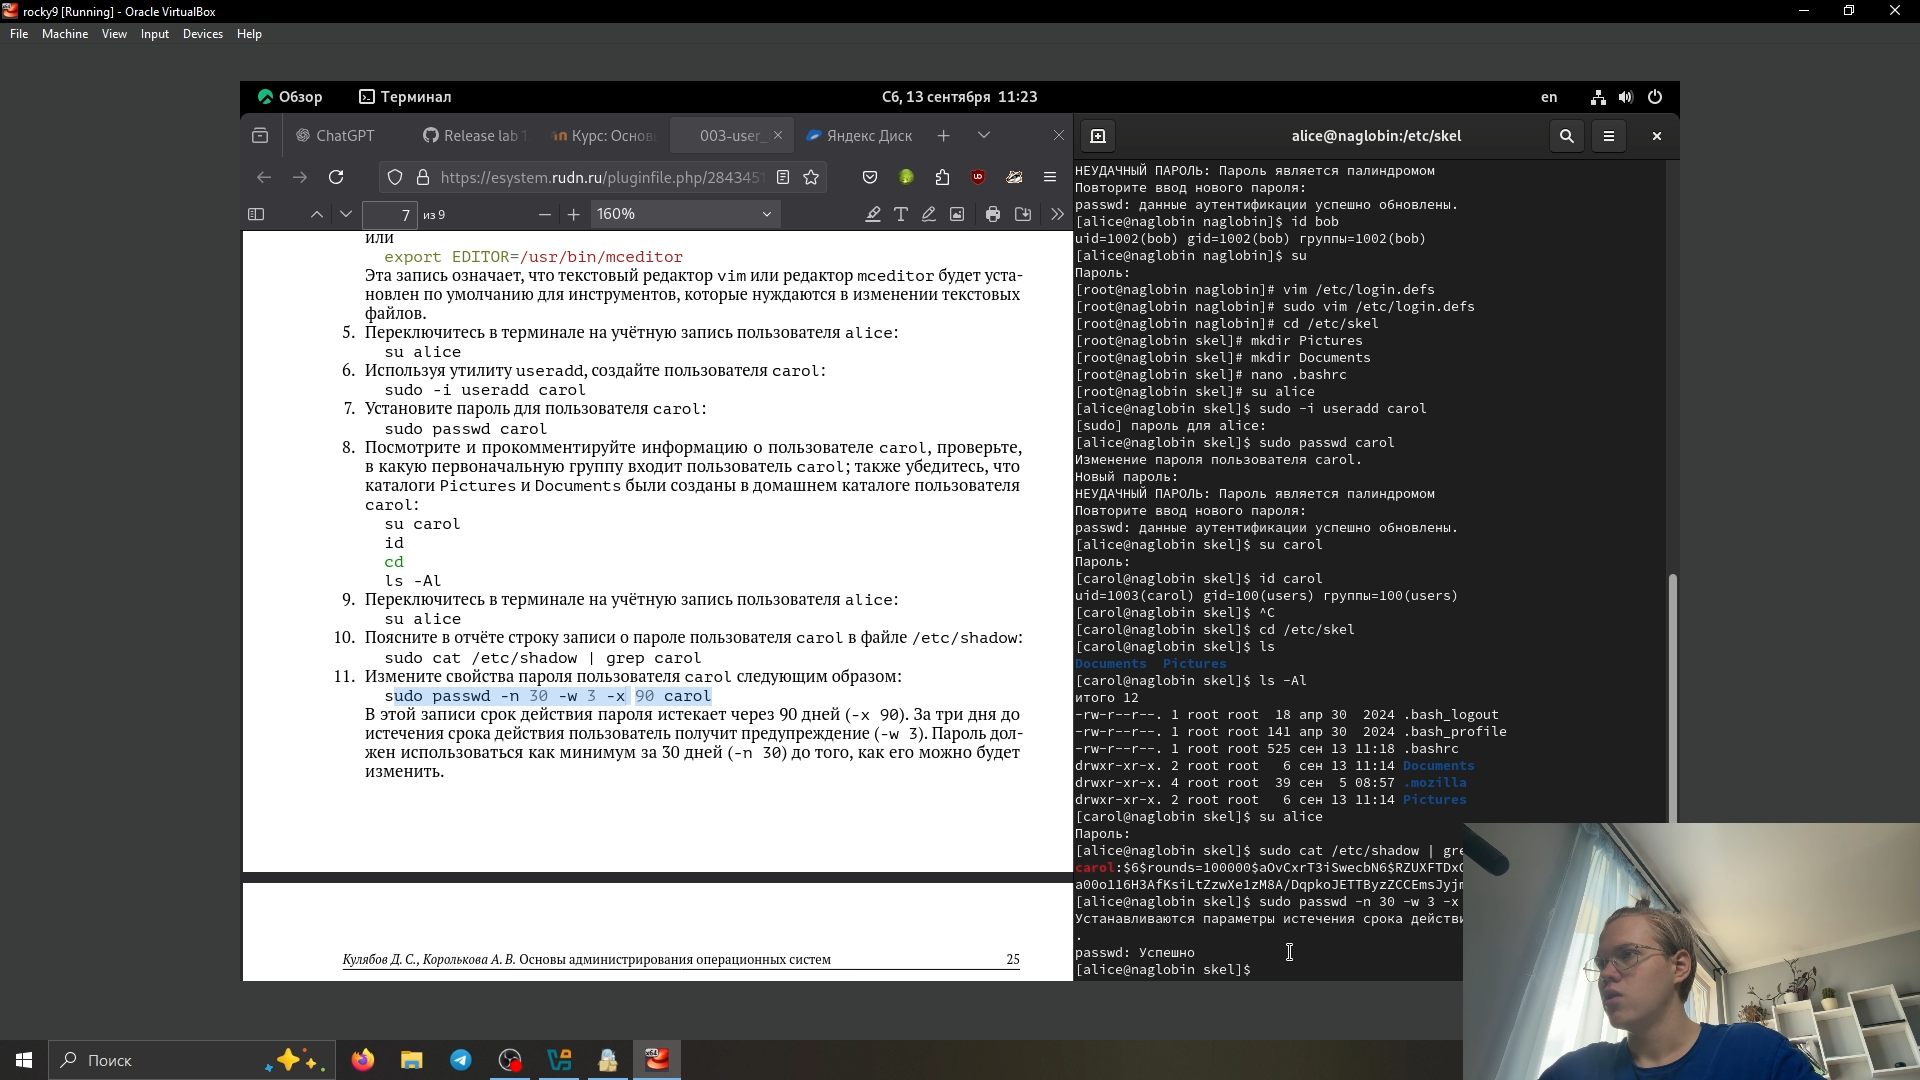 rocky9 [Running] - Oracle VirtualBox
File Machine View Input Devices Help
Обзор Терминал Сб, 13 сентября 11:23 en
ChatGPT Release lab Курс: Основ 003-user_ Яндекс Диск
https://esystem.rudn.ru/pluginfile.php/284345
7 из 9 160%
или
export EDITOR=/usr/bin/mceditor
Эта запись означает, что текстовый редактор vim или редактор mceditor будет уста-
новлен по умолчанию для инструментов, которые нуждаются в изменении текстовых
файлов.
5. Переключитесь в терминале на учётную запись пользователя alice:
su alice
6. Используя утилиту useradd, создайте пользователя carol:
sudo -i useradd carol
7. Установите пароль для пользователя carol:
sudo passwd carol
8. Посмотрите и прокомментируйте информацию о пользователе carol, проверьте,
в какую первоначальную группу входит пользователь carol; также убедитесь, что
каталоги Pictures и Documents были созданы в домашнем каталоге пользователя
carol:
su carol
id
cd
ls -Al
9. Переключитесь в терминале на учётную запись пользователя alice:
su alice
10. Поясните в отчёте строку записи о пароле пользователя carol в файле /etc/shadow:
sudo cat /etc/shadow | grep carol
11. Измените свойства пароля пользователя carol следующим образом:
sudo passwd -n 30 -w 3 -x 90 carol
В этой записи срок действия пароля истекает через 90 дней (-x 90). За три дня до
истечения срока действия пользователь получит предупреждение (-w 3). Пароль дол-
жен использоваться как минимум за 30 дней (-n 30) до того, как его можно будет
изменить.
Кулябов Д. С., Королькова А. В. Основы администрирования операционных систем 25
alice@naglobin:/etc/skel
НЕУДАЧНЫЙ ПАРОЛЬ: Пароль является палиндромом
Повторите ввод нового пароля:
passwd: данные аутентификации успешно обновлены.
[alice@naglobin naglobin]$ id bob
uid=1002(bob) gid=1002(bob) группы=1002(bob)
[alice@naglobin naglobin]$ su
Пароль:
[root@naglobin naglobin]# vim /etc/login.defs
[root@naglobin naglobin]# sudo vim /etc/login.defs
[root@naglobin naglobin]# cd /etc/skel
[root@naglobin skel]# mkdir Pictures
[root@naglobin skel]# mkdir Documents
[root@naglobin skel]# nano .bashrc
[root@naglobin skel]# su alice
[alice@naglobin skel]$ sudo -i useradd carol
[sudo] пароль для alice:
[alice@naglobin skel]$ sudo passwd carol
Изменение пароля пользователя carol.
Новый пароль:
НЕУДАЧНЫЙ ПАРОЛЬ: Пароль является палиндромом
Повторите ввод нового пароля:
passwd: данные аутентификации успешно обновлены.
[alice@naglobin skel]$ su carol
Пароль:
[carol@naglobin skel]$ id carol
uid=1003(carol) gid=100(users) группы=100(users)
[carol@naglobin skel]$ ^C
[carol@naglobin skel]$ cd /etc/skel
[carol@naglobin skel]$ ls
Documents Pictures
[carol@naglobin skel]$ ls -Al
итого 12
-rw-r--r--. 1 root root 18 апр 30 2024 .bash_logout
-rw-r--r--. 1 root root 141 апр 30 2024 .bash_profile
-rw-r--r--. 1 root root 525 сен 13 11:18 .bashrc
drwxr-xr-x. 2 root root 6 сен 13 11:14 Documents
drwxr-xr-x. 4 root root 39 сен 5 08:57 .mozilla
drwxr-xr-x. 2 root root 6 сен 13 11:14 Pictures
[carol@naglobin skel]$ su alice
Пароль:
[alice@naglobin skel]$ sudo cat /etc/shadow | gre
carol:$6$rounds=100000$aOvCxrT3iSwecbN6$RZUXFTDx
a00o116H3AfKsiLtZzwXe1zM8A/DqpkoJETTByzZCCEmsJyj
[alice@naglobin skel]$ sudo passwd -n 30 -w 3 -x
Устанавливаются параметры истечения срока действи
.
passwd: Успешно
[alice@naglobin skel]$
Поиск